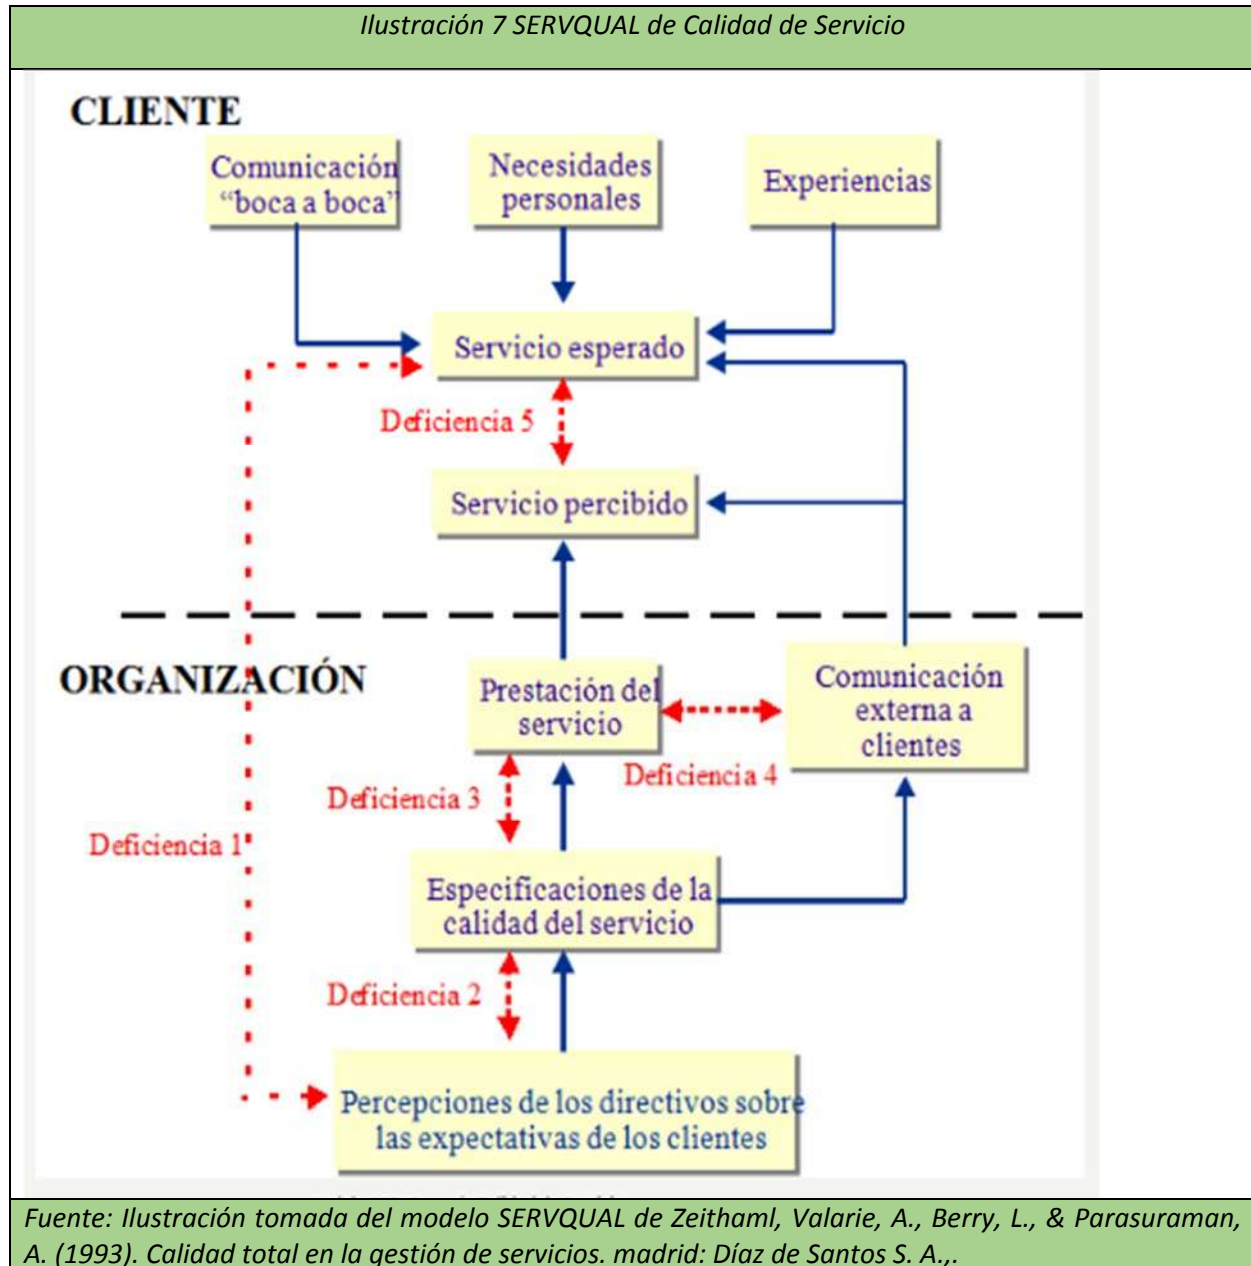 Ilustración 7 SERVQUAL de Calidad de Servicio
CLIENTE
Comunicación
“boca a boca”
Necesidades
personales
Experiencias
Servicio esperado
Deficiencia 5
Servicio percibido
ORGANIZACIÓN
Prestación del
servicio
Comunicación
externa a
clientes
Deficiencia 4
Deficiencia 3
Deficiencia 1
Especificaciones de la
calidad del servicio
Deficiencia 2
Percepciones de los directivos sobre
las expectativas de los clientes
Fuente: Ilustración tomada del modelo SERVQUAL de Zeithaml, Valarie, A., Berry, L., & Parasuraman,
A. (1993). Calidad total en la gestión de servicios. madrid: Díaz de Santos S. A.,.